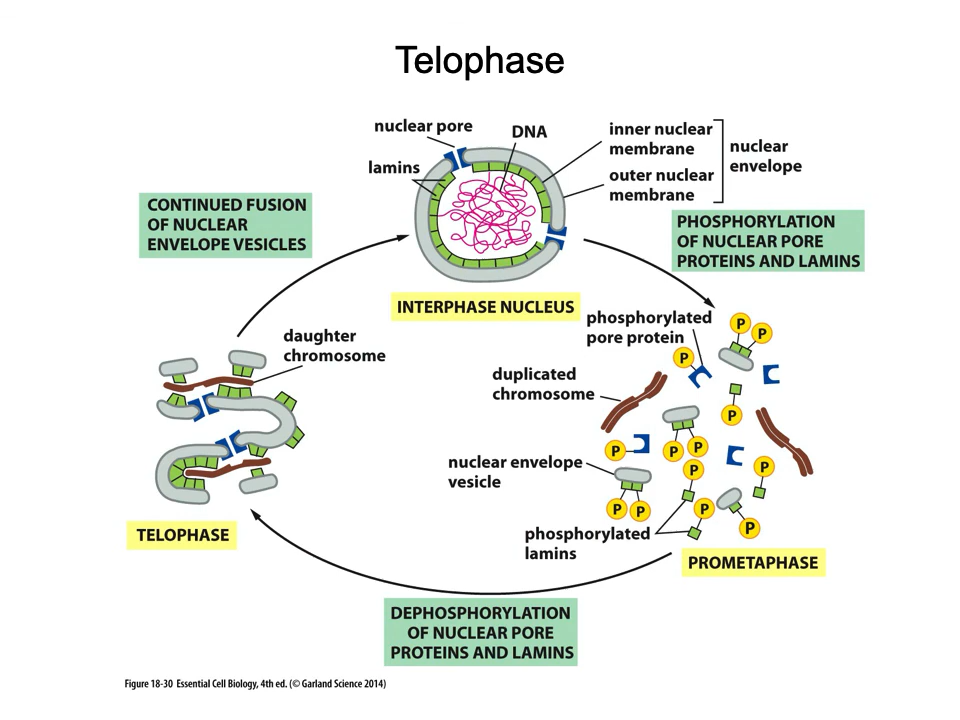 Telophase
nuclear pore
DNA
lamins
inner nuclear
membrane
outer nuclear
membrane
nuclear
envelope
CONTINUED FUSION
OF NUCLEAR
ENVELOPE VESICLES
PHOSPHORYLATION
OF NUCLEAR PORE
PROTEINS AND LAMINS
INTERPHASE NUCLEUS
phosphorylated
pore protein
daughter
chromosome
duplicated
chromosome
P
P
P
P
P
P
P
P
P
P
P
P
P
nuclear envelope
vesicle
phosphorylated
lamins
TELOPHASE
PROMETAPHASE
DEPHOSPHORYLATION
OF NUCLEAR PORE
PROTEINS AND LAMINS
Figure 18-30 Essential Cell Biology, 4th ed. (© Garland Science 2014)